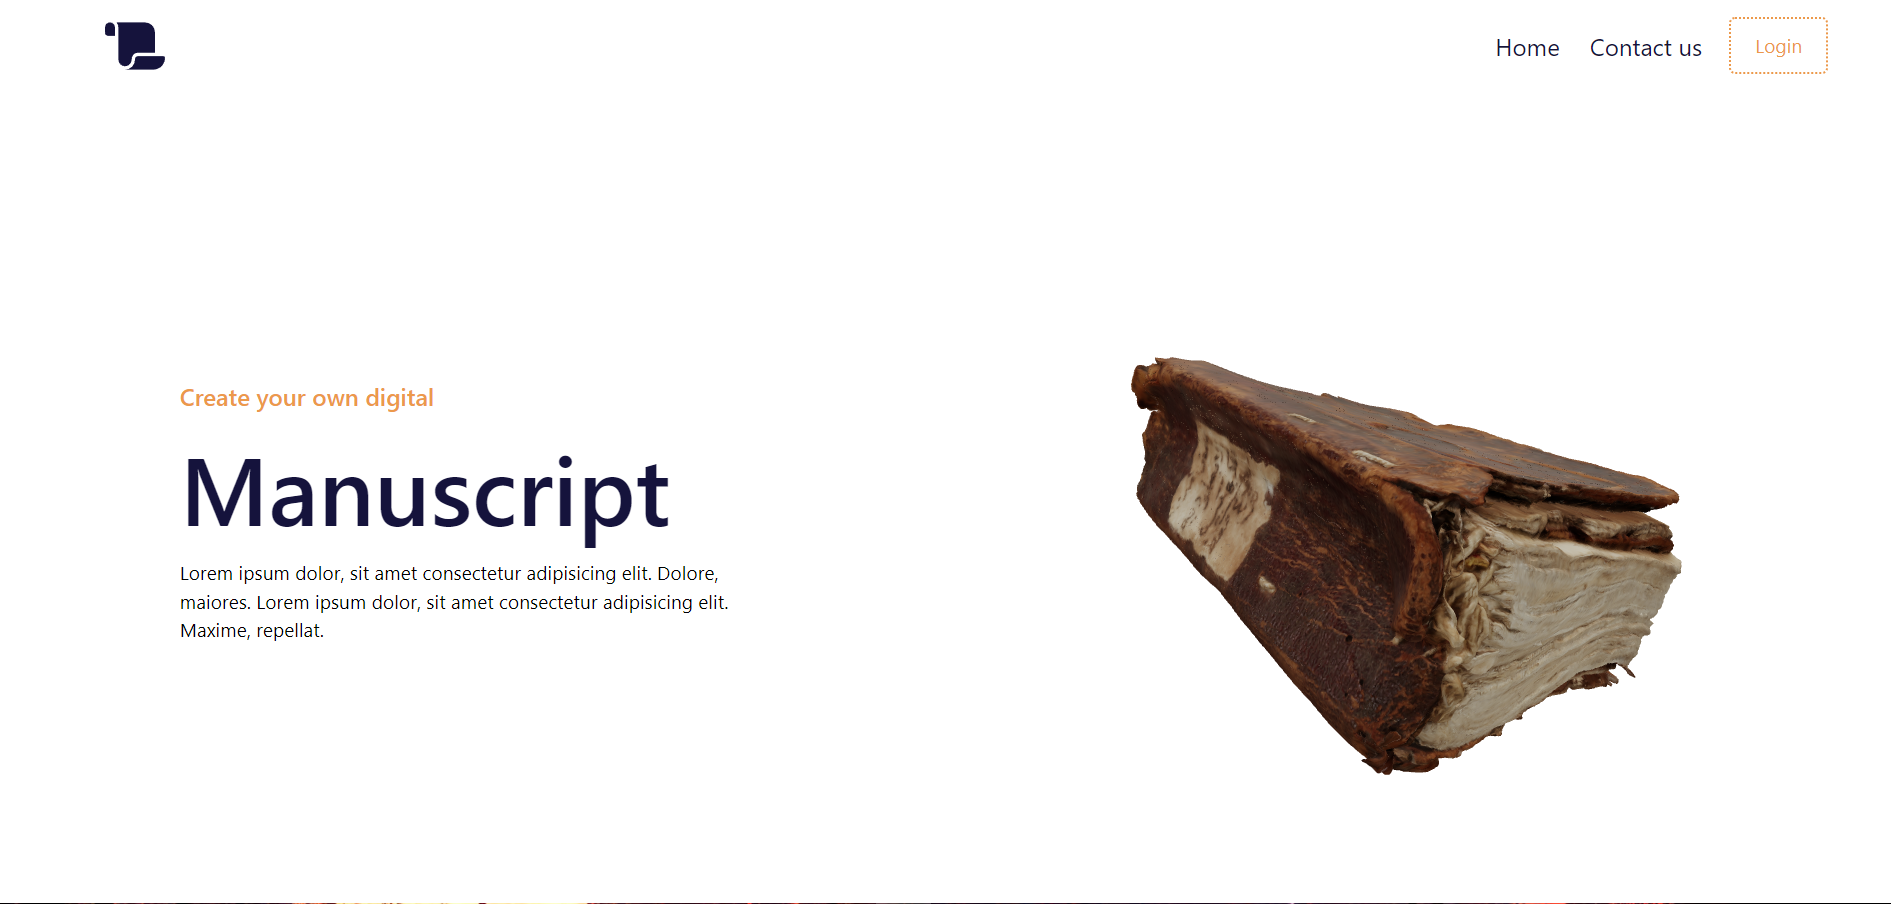 Home Contact us Login
Create your own digital
Manuscript
Lorem ipsum dolor, sit amet consectetur adipisicing elit. Dolore,
maiores. Lorem ipsum dolor, sit amet consectetur adipisicing elit.
Maxime, repellat.